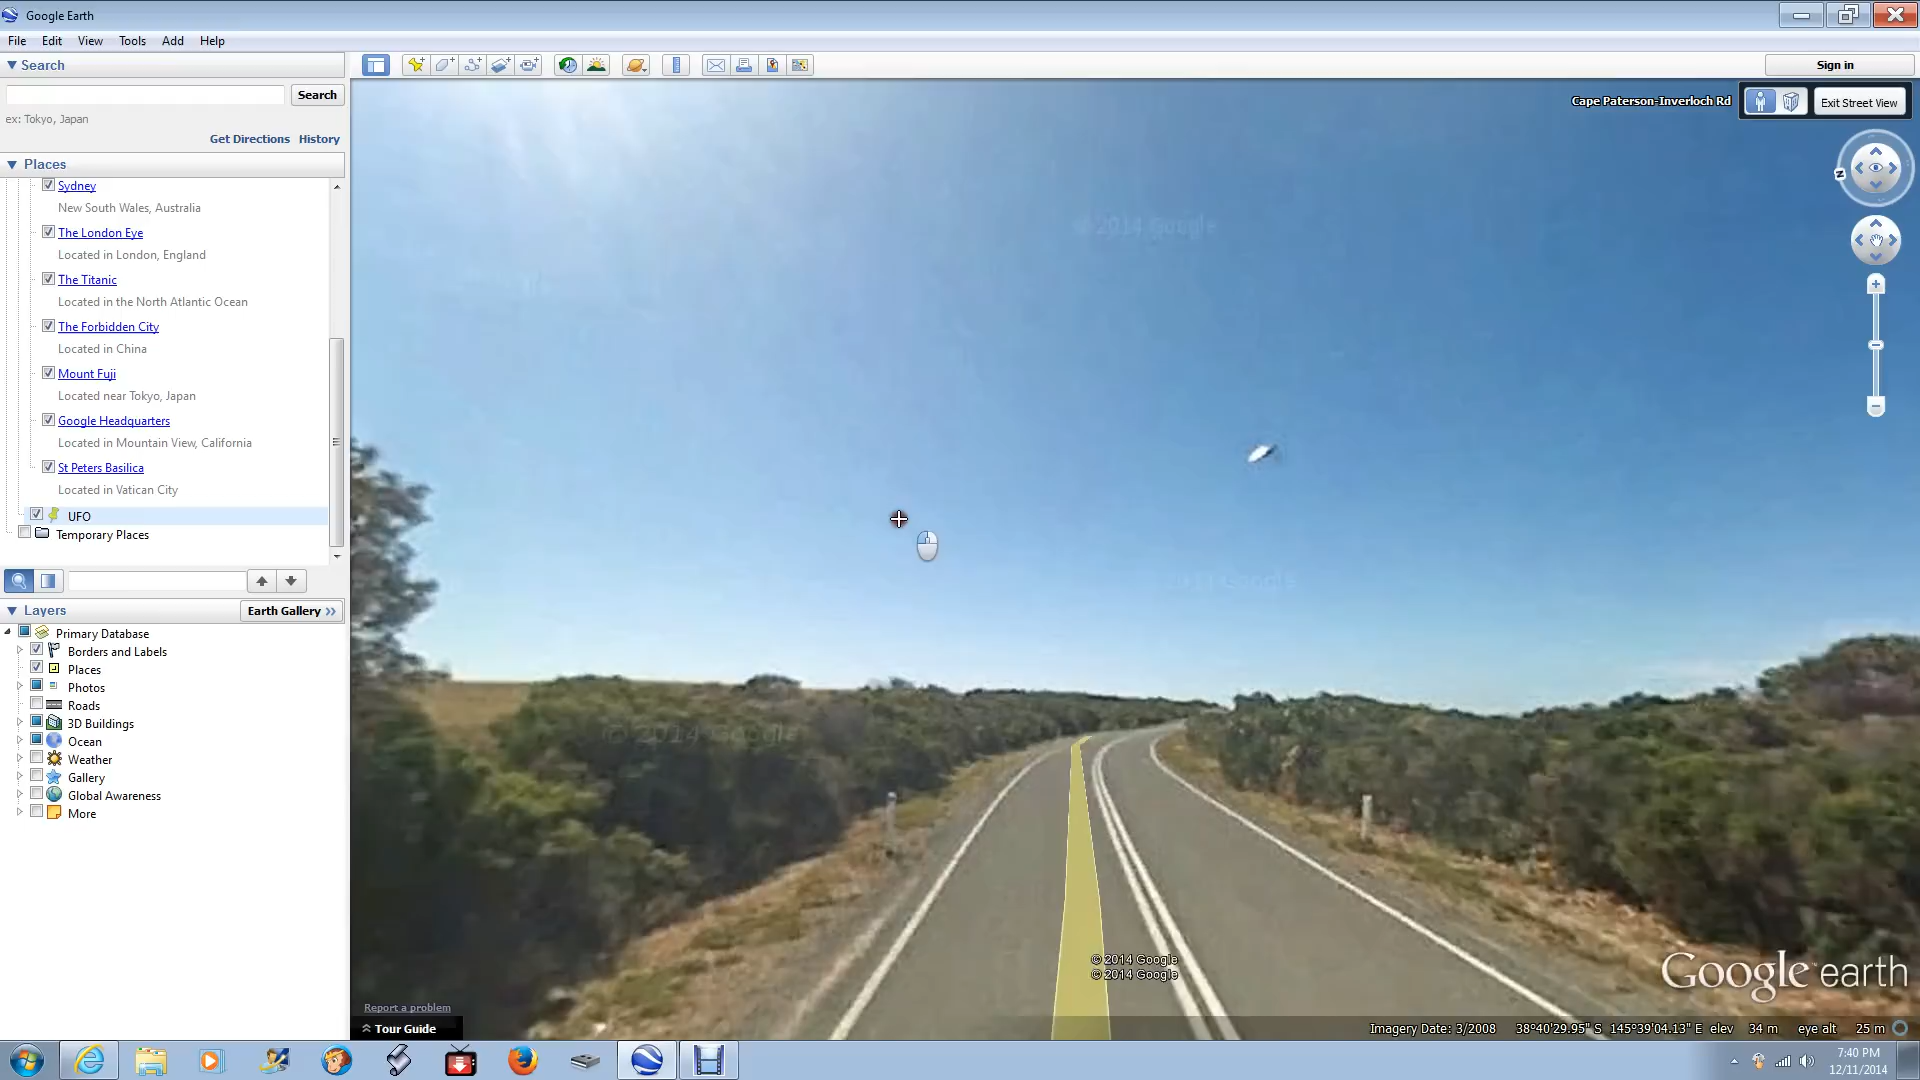 Google Earth
File Edit View Tools Add Help
Search
Search
ex: Tokyo, Japan
Get Directions History
Places
Sydney
New South Wales, Australia
The London Eye
Located in London, England
The Titanic
Located in the North Atlantic Ocean
The Forbidden City
Located in China
Mount Fuji
Located near Tokyo, Japan
Google Headquarters
Located in Mountain View, California
St Peters Basilica
Located in Vatican City
UFO
Temporary Places
Layers
Earth Gallery >>
Primary Database
Borders and Labels
Places
Photos
Roads
3D Buildings
Ocean
Weather
Gallery
Global Awareness
More
Sign in
Cape Paterson-Inverloch Rd
Exit Street View
N
© 2014 Google
2014 Google
© 2014 Google
© 2014 Google
© 2014 Google
Google earth
Report a problem
Tour Guide
Imagery Date: 3/2008 38°40'29.95" S 145°39'04.13" E elev 34 m eye alt 25 m
7:40 PM
12/11/2014